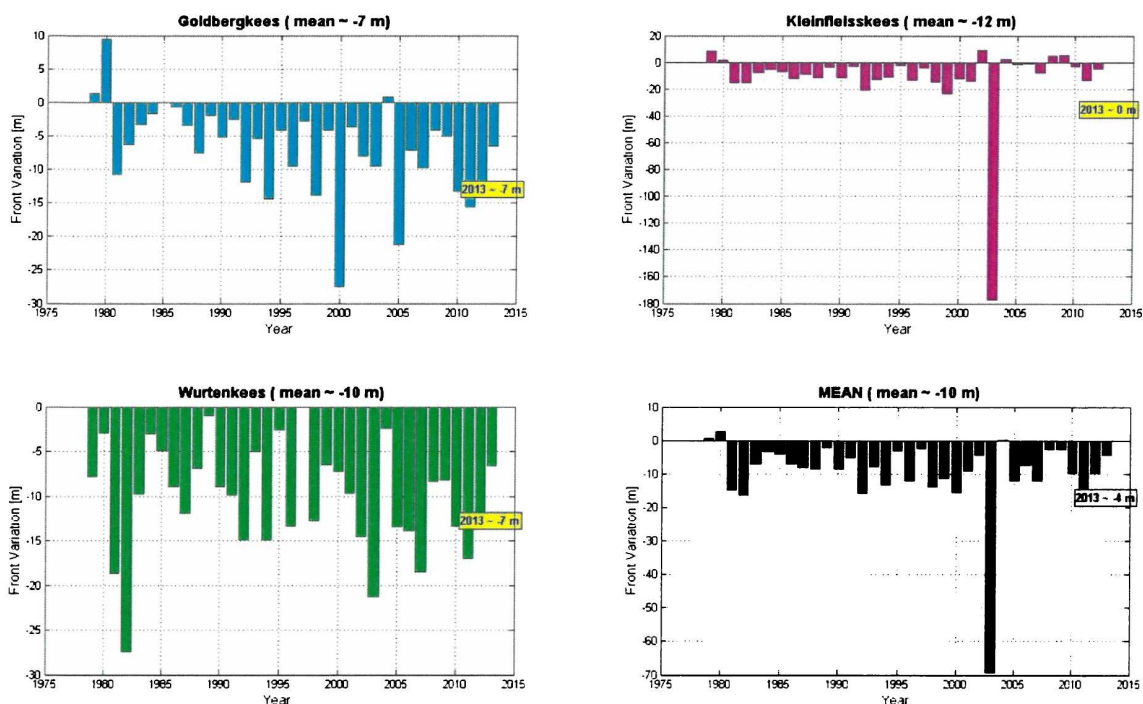 Goldbergkees ( mean ~ -7 m)
10
5
0
-5
-10
-15
-20
-25
-30
Front Variation [m]
2013 ~ -7 m
1975 1980 1985 1990 1995 2000 2005 2010 2015
Year
Kleinfleisskees ( mean ~ -12 m)
20
0
-20
-40
-60
-80
-100
-120
-140
-160
-180
Front Variation [m]
2013 ~ 0 m
1975 1980 1985 1990 1995 2000 2005 2010 2015
Year
Wurtenkees ( mean ~ -10 m)
0
-5
-10
-15
-20
-25
-30
Front Variation [m]
2013 ~ -7 m
1975 1980 1985 1990 1995 2000 2005 2010 2015
Year
MEAN ( mean ~ -10 m)
10
0
-10
-20
-30
-40
-50
-60
-70
Front Variation [m]
2013 ~ -4 m
1975 1980 1985 1990 1995 2000 2005 2010 2015
Year